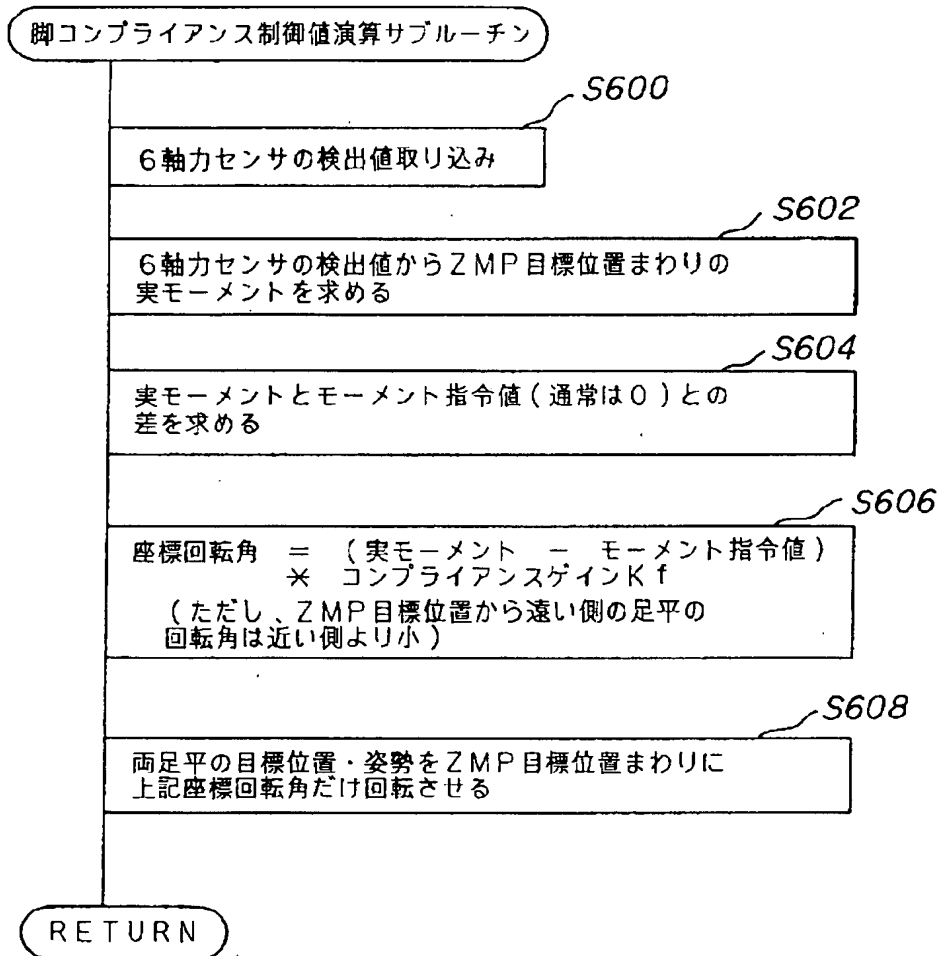 脚コンプライアンス制御値演算サブルーチン
S600
6軸力センサの検出値取り込み
S602
6軸力センサの検出値からZMP目標位置まわりの
実モーメントを求める
S604
実モーメントとモーメント指令値(通常は0)との
差を求める
S606
座標回転角 = (実モーメント - モーメント指令値)
* コンプライアンスゲインKf
(ただし、ZMP目標位置から遠い側の足平の
回転角は近い側より小)
S608
両足平の目標位置・姿勢をZMP目標位置まわりに
上記座標回転角だけ回転させる
RETURN